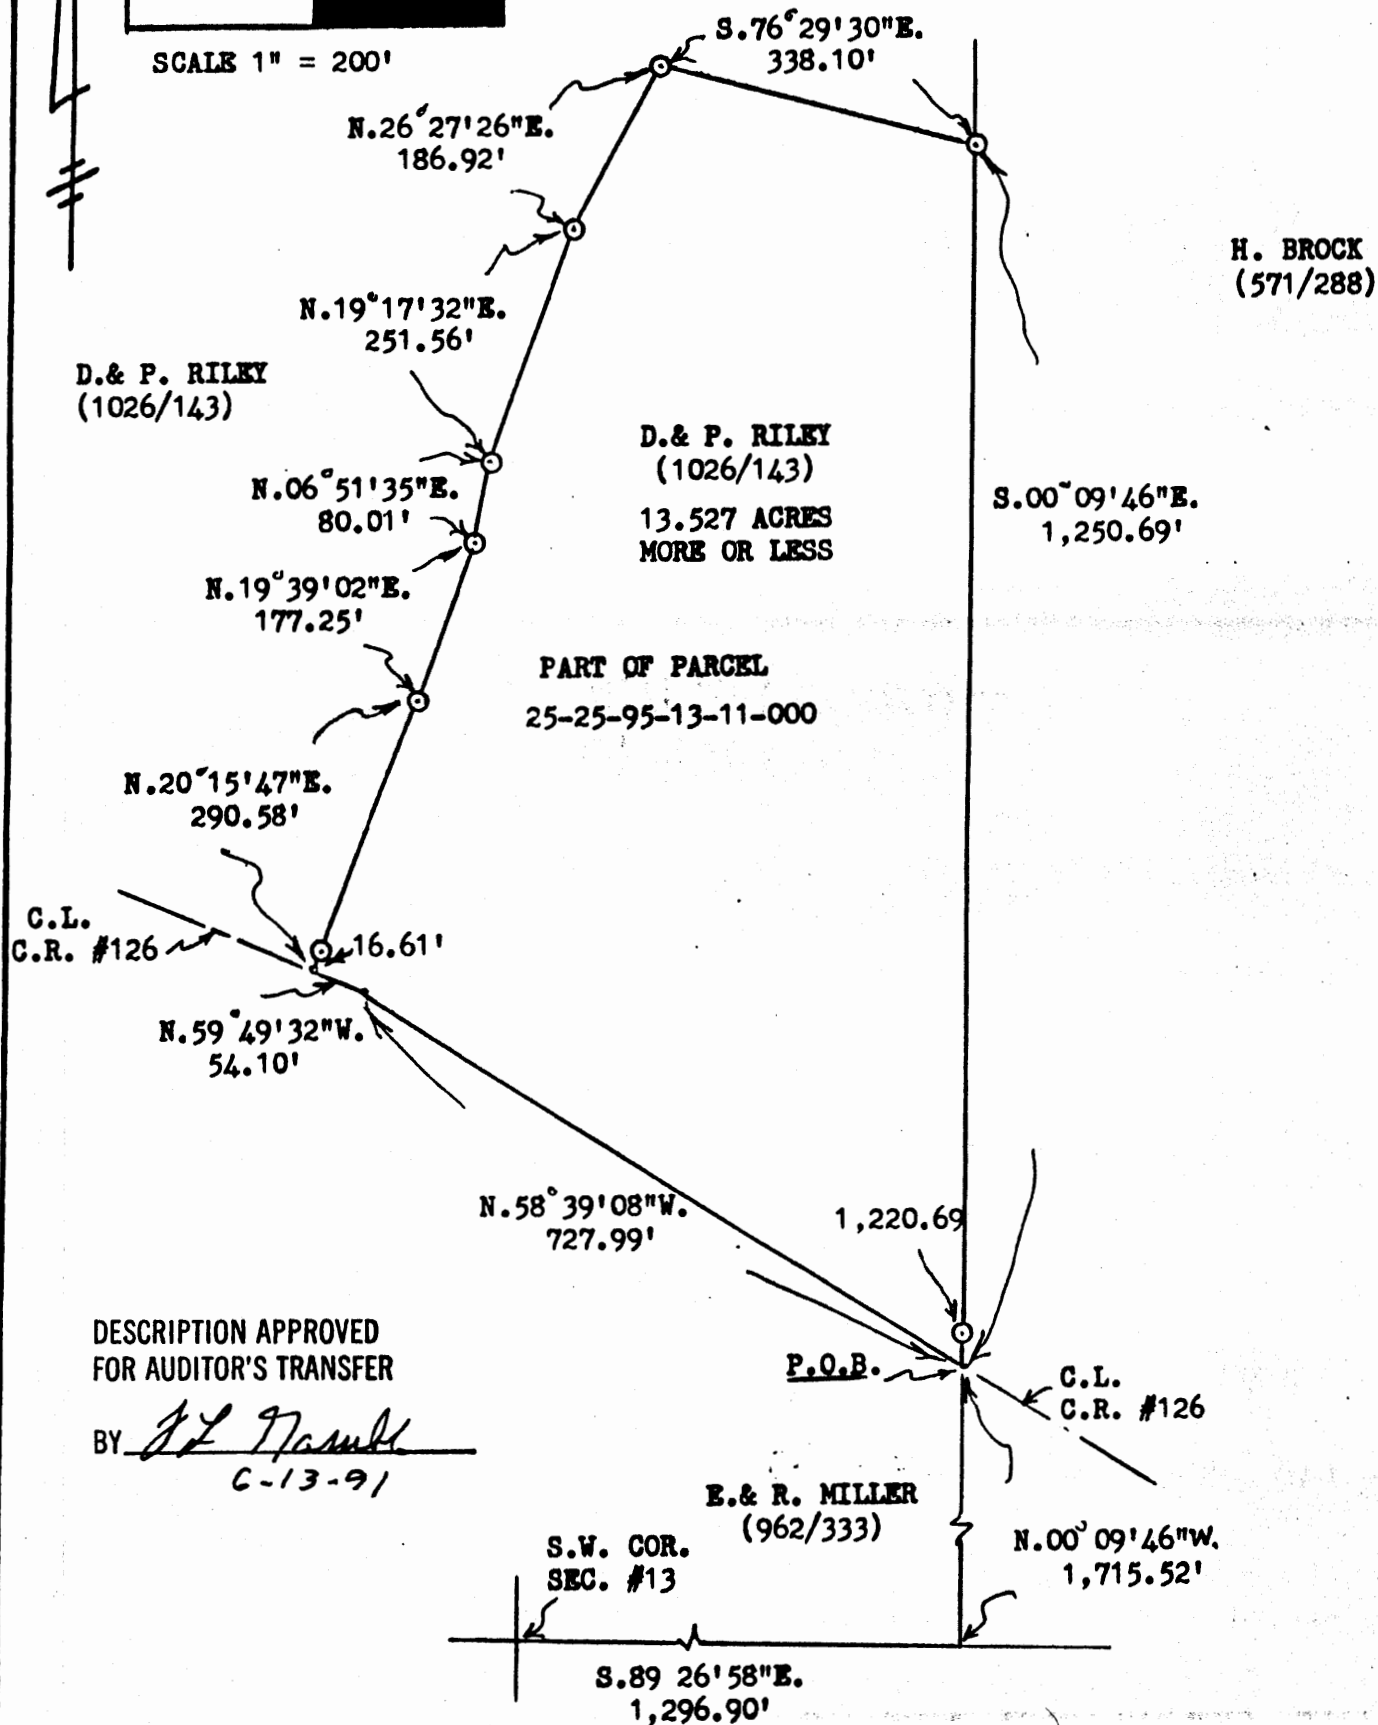 SCALE 1" = 200'
S.76°29'30"E.
338.10'
N.26°27'26"E.
186.92'
H. BROCK
(571/288)
N.19°17'32"E.
251.56'
D.& P. RILEY
(1026/143)
D.& P. RILEY
(1026/143)
13.527 ACRES
MORE OR LESS
N.06°51'35"E.
80.01'
S.00°09'46"E.
1,250.69'
N.19°39'02"E.
177.25'
PART OF PARCEL
25-25-95-13-11-000
N.20°15'47"E.
290.58'
C.L.
C.R. #126
16.61'
N.59°49'32"W.
54.10'
N.58°39'08"W.
727.99'
1,220.69
DESCRIPTION APPROVED
FOR AUDITOR'S TRANSFER
BY
6-13-91
P.O.B.
C.L.
C.R. #126
E.& R. MILLER
(962/333)
S.W. COR.
SEC. #13
N.00°09'46"W.
1,715.52'
S.89 26'58"E.
1,296.90'